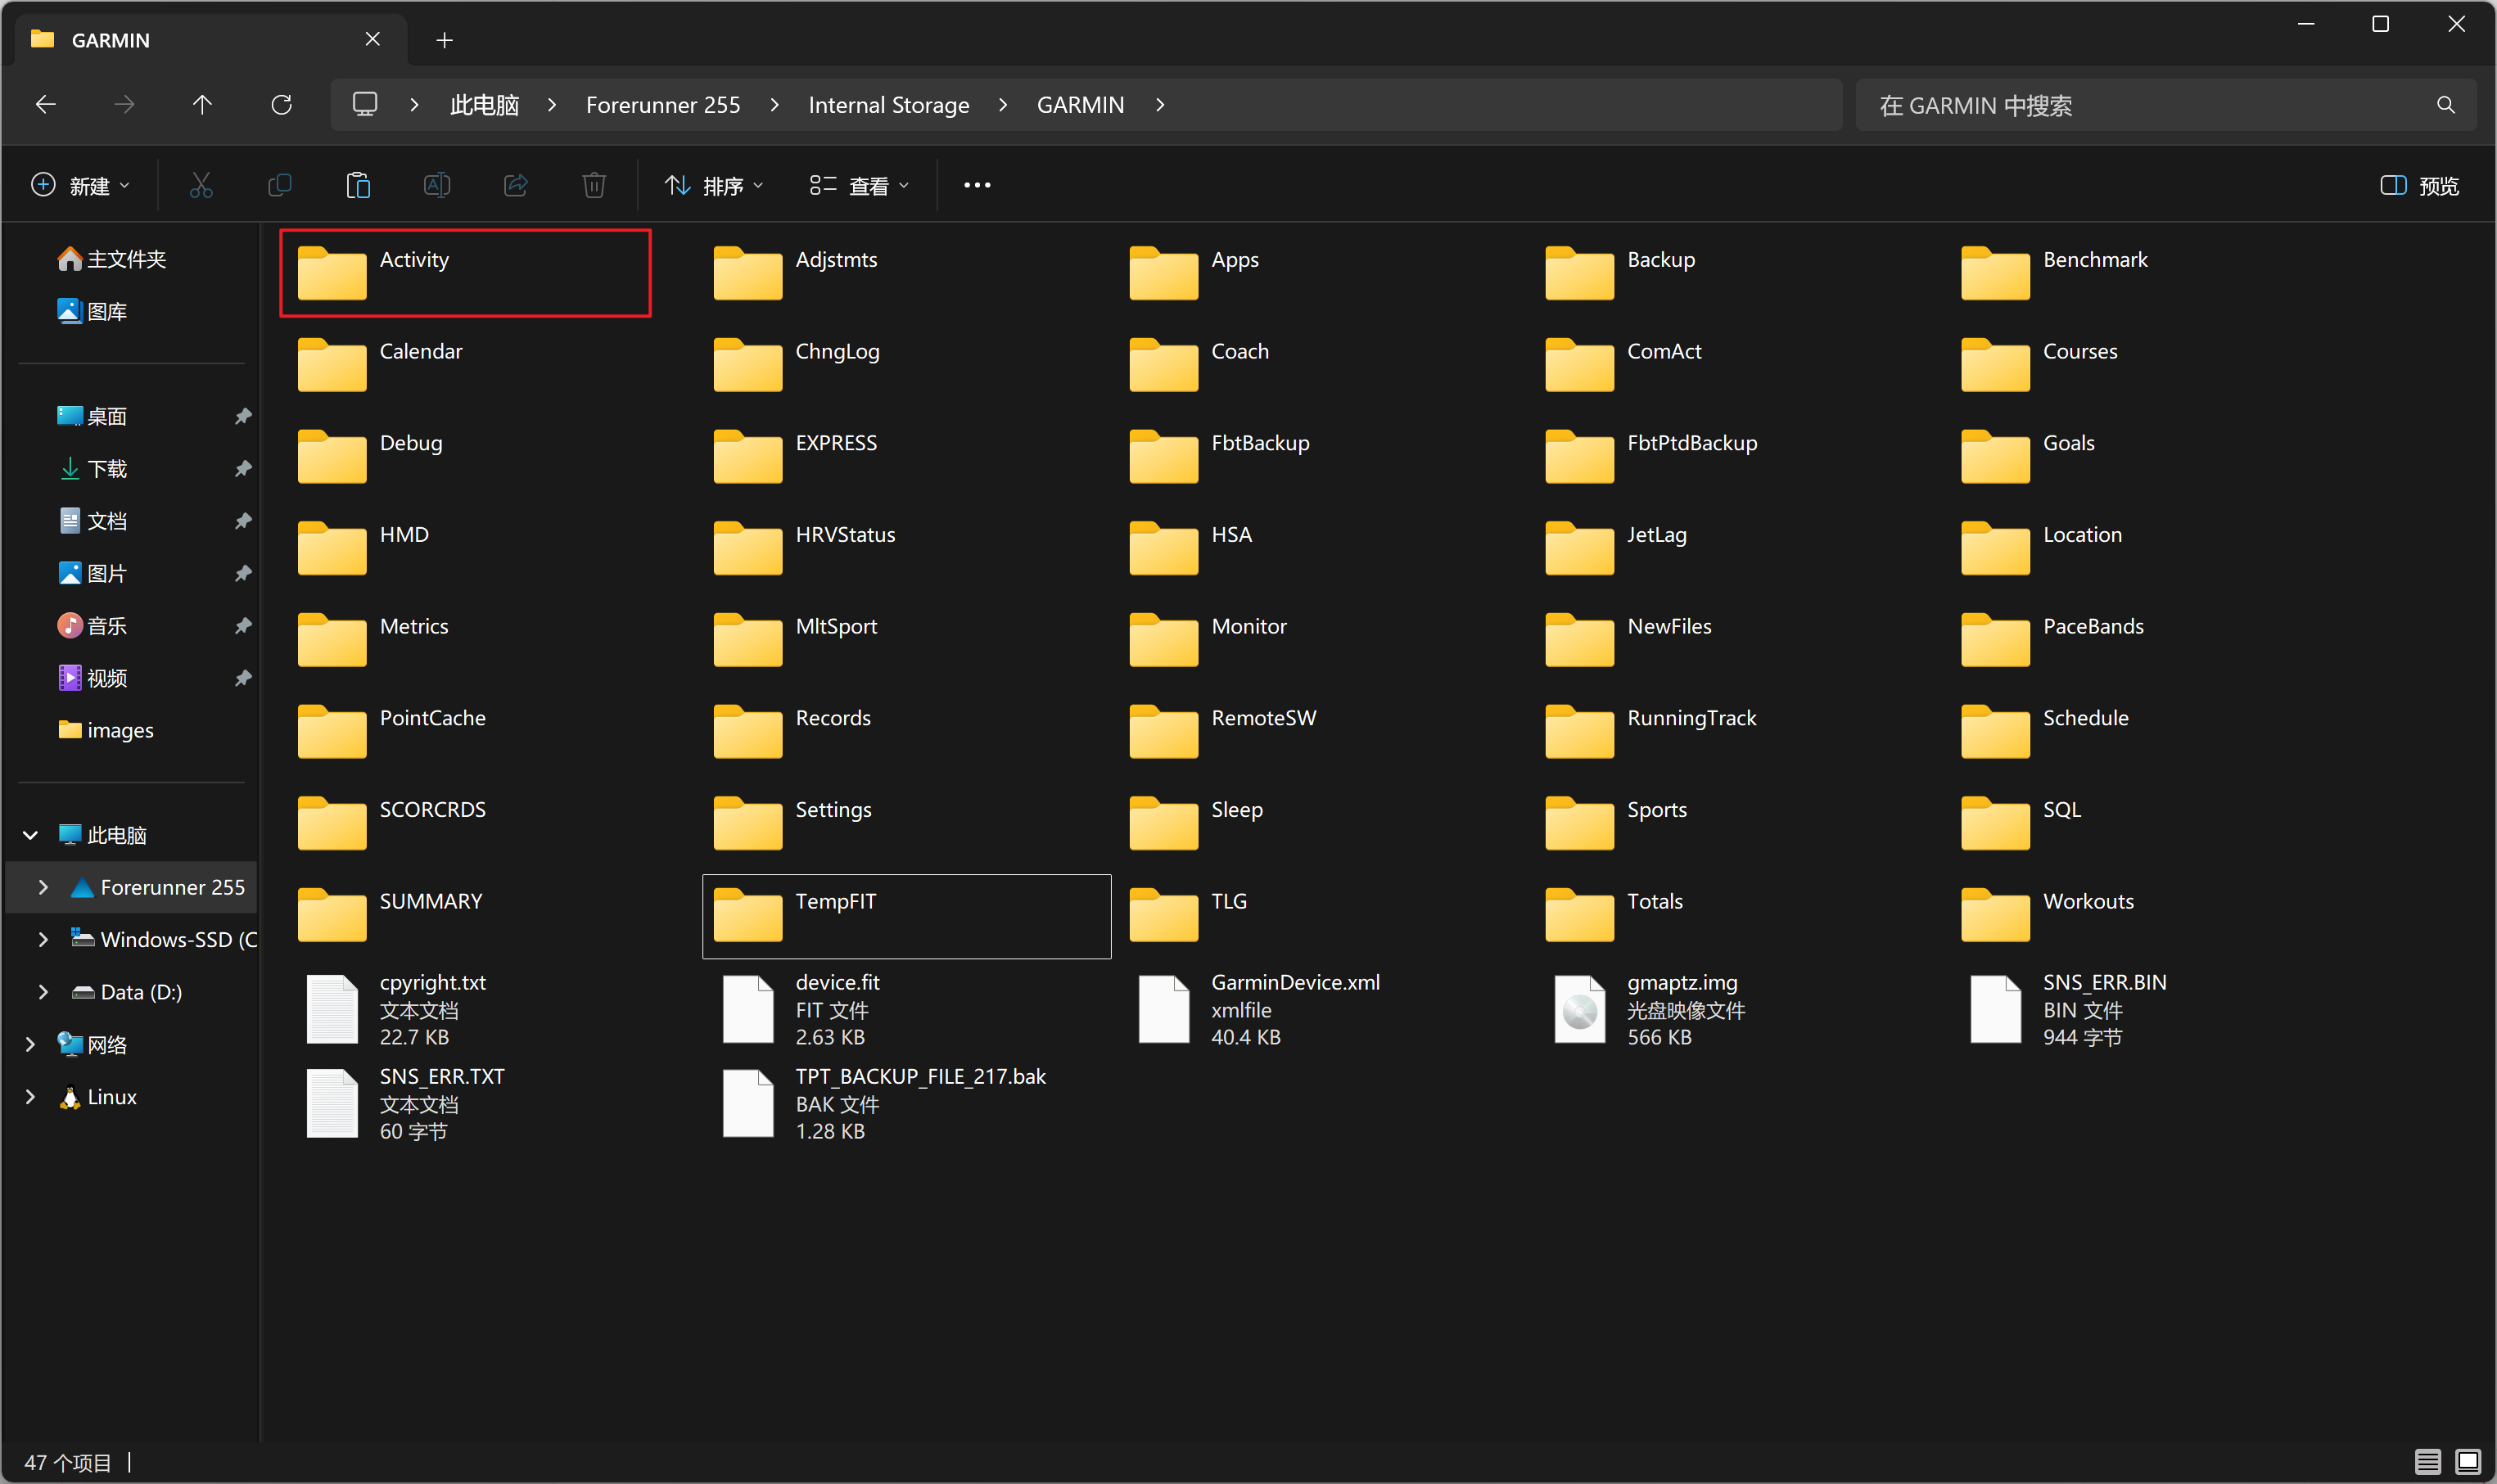 GARMIN
此电脑 Forerunner 255 Internal Storage GARMIN
在 GARMIN 中搜索
新建 排序 查看 预览
主文件夹
图库
桌面
下载
文档
图片
音乐
视频
images
此电脑
Forerunner 255
Windows-SSD (C
Data (D:)
网络
Linux
Activity Adjstmts Apps Backup Benchmark
Calendar ChngLog Coach ComAct Courses
Debug EXPRESS FbtBackup FbtPtdBackup Goals
HMD HRVStatus HSA JetLag Location
Metrics MltSport Monitor NewFiles PaceBands
PointCache Records RemoteSW RunningTrack Schedule
SCORCRDS Settings Sleep Sports SQL
SUMMARY TempFIT TLG Totals Workouts
cpyright.txt
文本文档
22.7 KB
device.fit
FIT 文件
2.63 KB
GarminDevice.xml
xmlfile
40.4 KB
gmaptz.img
光盘映像文件
566 KB
SNS_ERR.BIN
BIN 文件
944 字节
SNS_ERR.TXT
文本文档
60 字节
TPT_BACKUP_FILE_217.bak
BAK 文件
1.28 KB
47 个项目